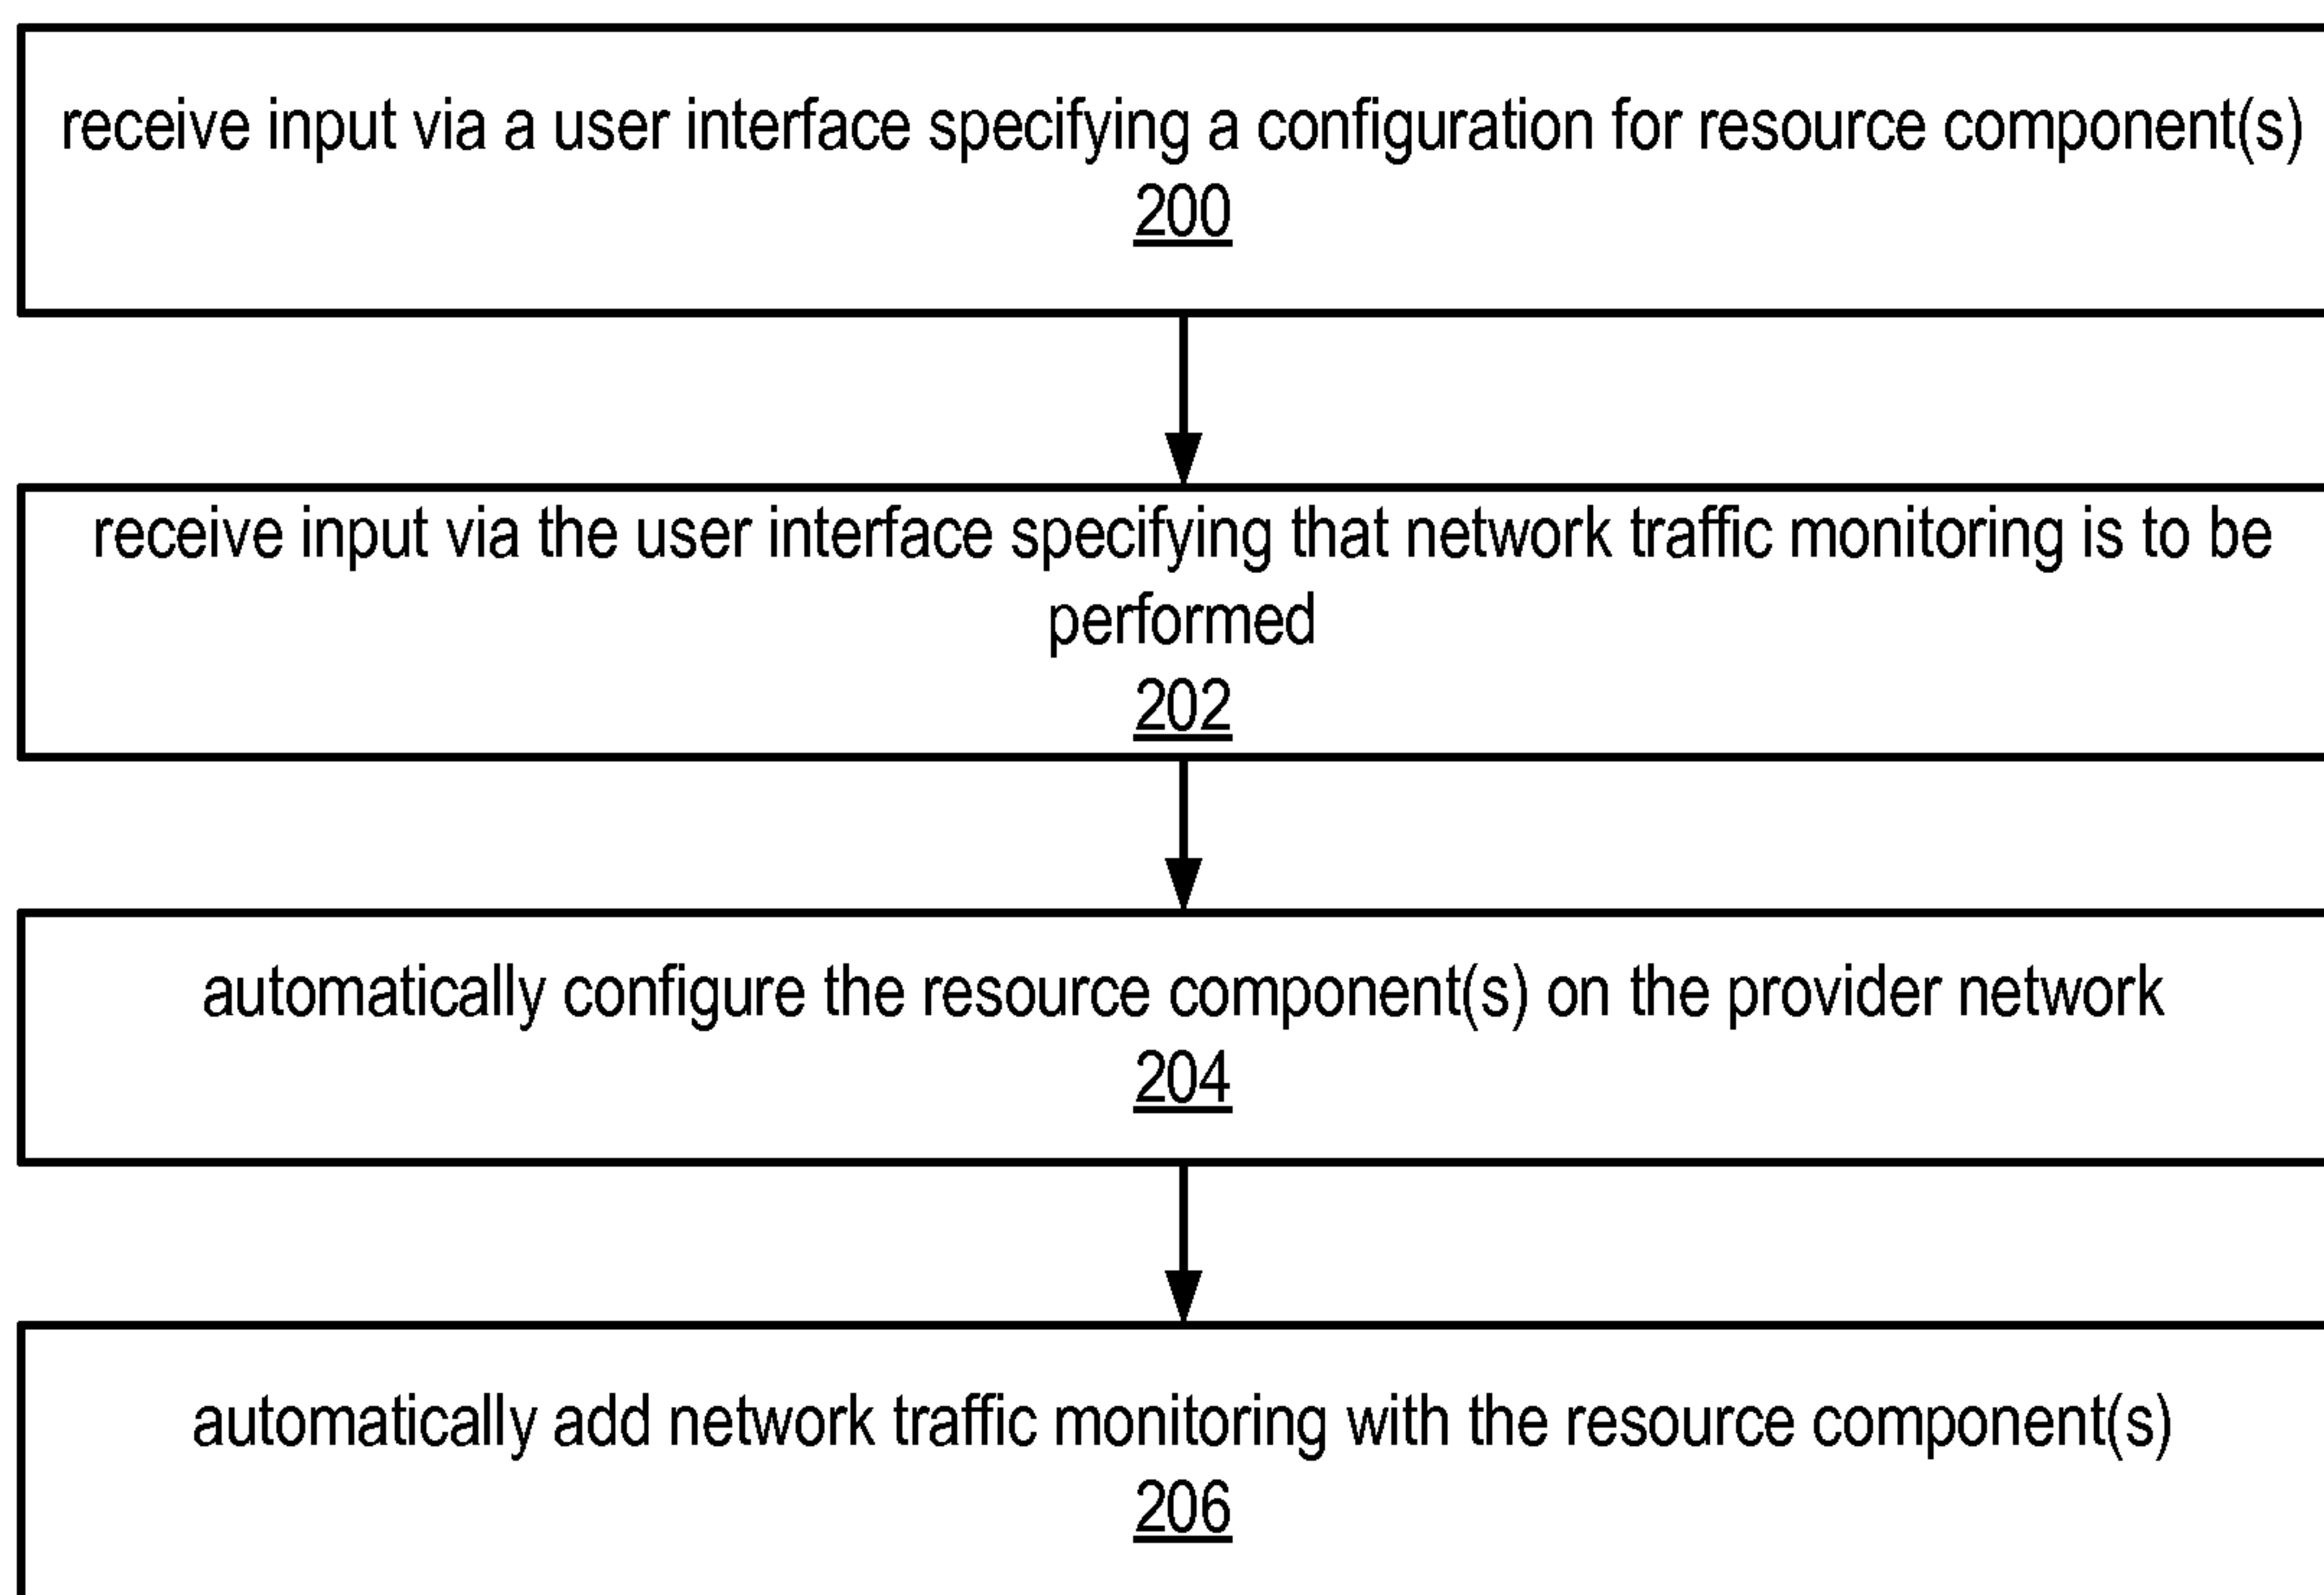 receive input via a user interface specifying a configuration for resource component(s)
200
receive input via the user interface specifying that network traffic monitoring is to be
performed
202
automatically configure the resource component(s) on the provider network
204
automatically add network traffic monitoring with the resource component(s)
206